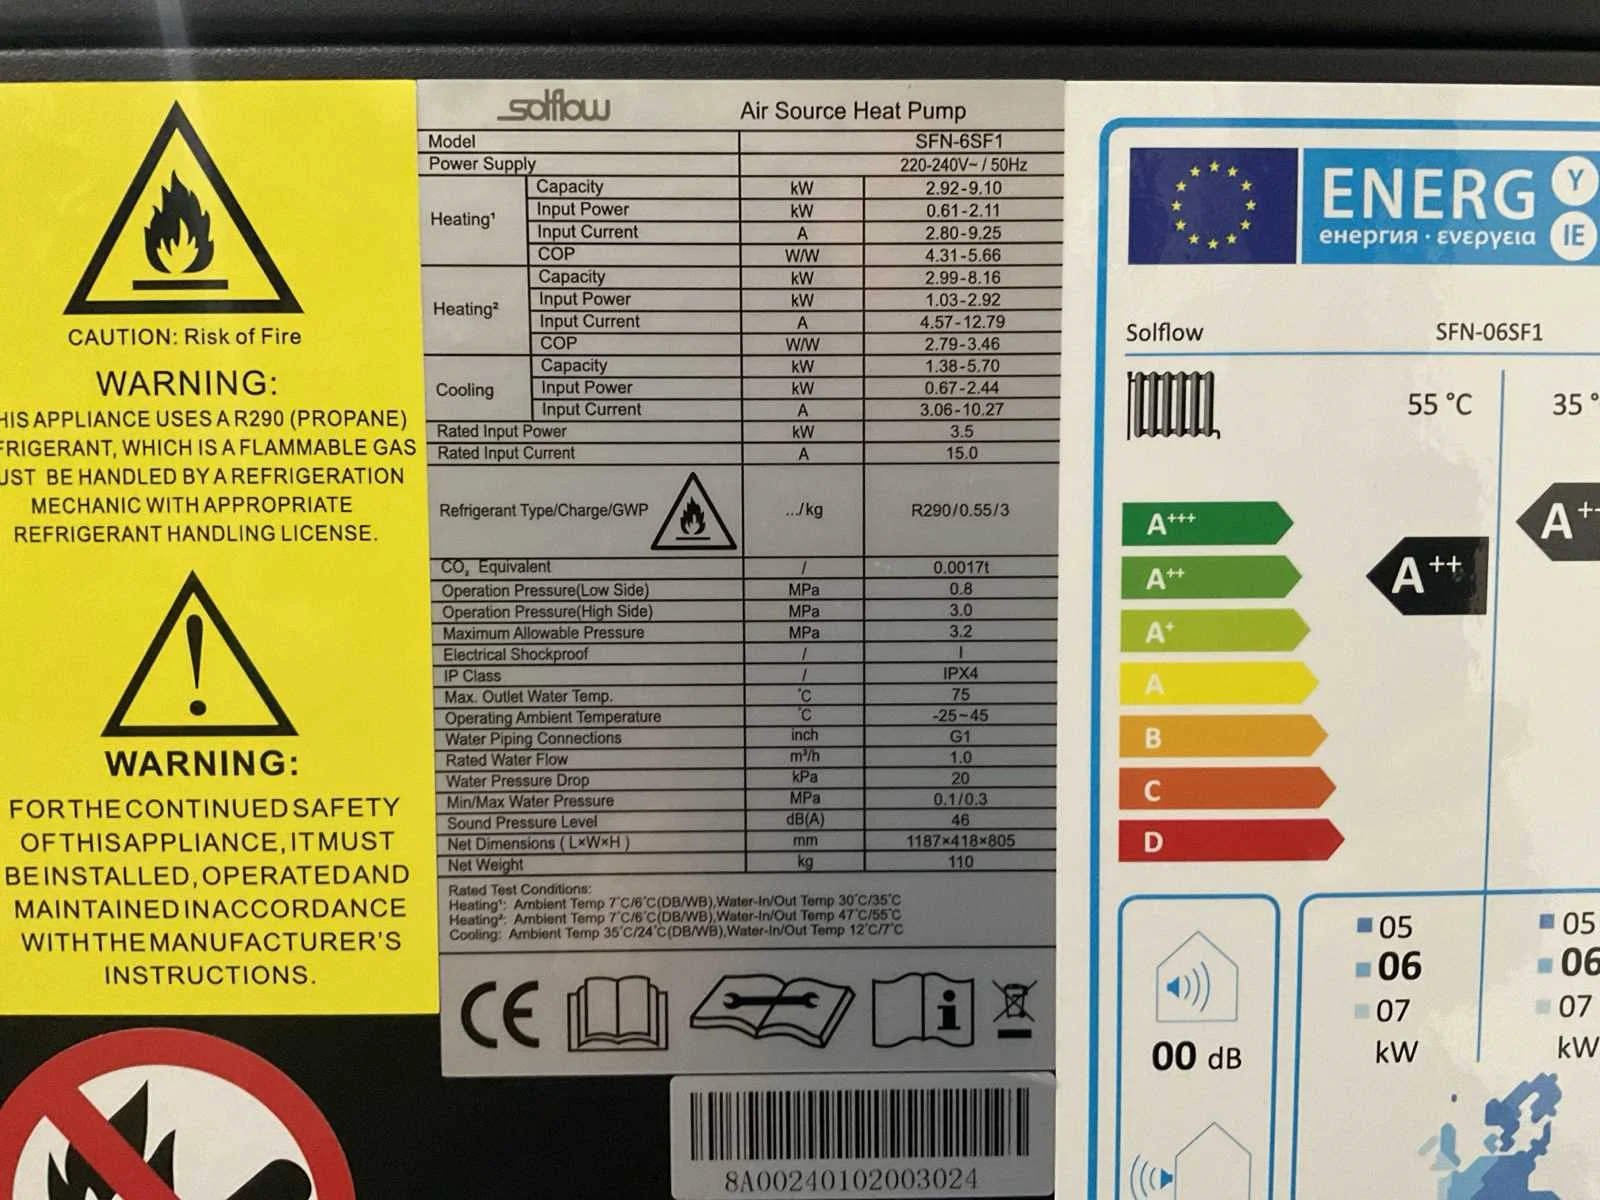 CAUTION: Risk of Fire
WARNING:
HIS APPLIANCE USES A R290 (PROPANE)
FRIGERANT, WHICH IS A FLAMMABLE GAS
UST BE HANDLED BY A REFRIGERATION
MECHANIC WITH APPROPRIATE
REFRIGERANT HANDLING LICENSE.
WARNING:
FOR THE CONTINUED SAFETY
OF THIS APPLIANCE, IT MUST
BE INSTALLED, OPERATED AND
MAINTAINED IN ACCORDANCE
WITH THE MANUFACTURER'S
INSTRUCTIONS.
solflow Air Source Heat Pump
Model SFN-6SF1
Power Supply 220-240V~ / 50Hz
Heating¹
Capacity kW 2.92-9.10
Input Power kW 0.61-2.11
Input Current A 2.80-9.25
COP W/W 4.31-5.66
Heating²
Capacity kW 2.99-8.16
Input Power kW 1.03-2.92
Input Current A 4.57-12.79
COP W/W 2.79-3.46
Cooling
Capacity kW 1.38-5.70
Input Power kW 0.67-2.44
Input Current A 3.06-10.27
Rated Input Power kW 3.5
Rated Input Current A 15.0
Refrigerant Type/Charge/GWP .../kg R290/0.55/3
CO₂ Equivalent / 0.0017t
Operation Pressure(Low Side) MPa 0.8
Operation Pressure(High Side) MPa 3.0
Maximum Allowable Pressure MPa 3.2
Electrical Shockproof / I
IP Class / IPX4
Max. Outlet Water Temp. °C 75
Operating Ambient Temperature °C -25~45
Water Piping Connections inch G1
Rated Water Flow m³/h 1.0
Water Pressure Drop kPa 20
Min/Max Water Pressure MPa 0.1/0.3
Sound Pressure Level dB(A) 46
Net Dimensions ( L×W×H ) mm 1187×418×805
Net Weight kg 110
Rated Test Conditions:
Heating¹: Ambient Temp 7°C/6°C(DB/WB),Water-In/Out Temp 30°C/35°C
Heating²: Ambient Temp 7°C/6°C(DB/WB),Water-In/Out Temp 47°C/55°C
Cooling: Ambient Temp 35°C/24°C(DB/WB),Water-In/Out Temp 12°C/7°C
CE
8A00240102003024
ENERG Y
енергия · ενεργεια IE
Solflow SFN-06SF1
55 °C 35 °
A+++
A++
A+
A
B
C
D
A++
A++
00 dB
05 05
06 06
07 07
kW kW